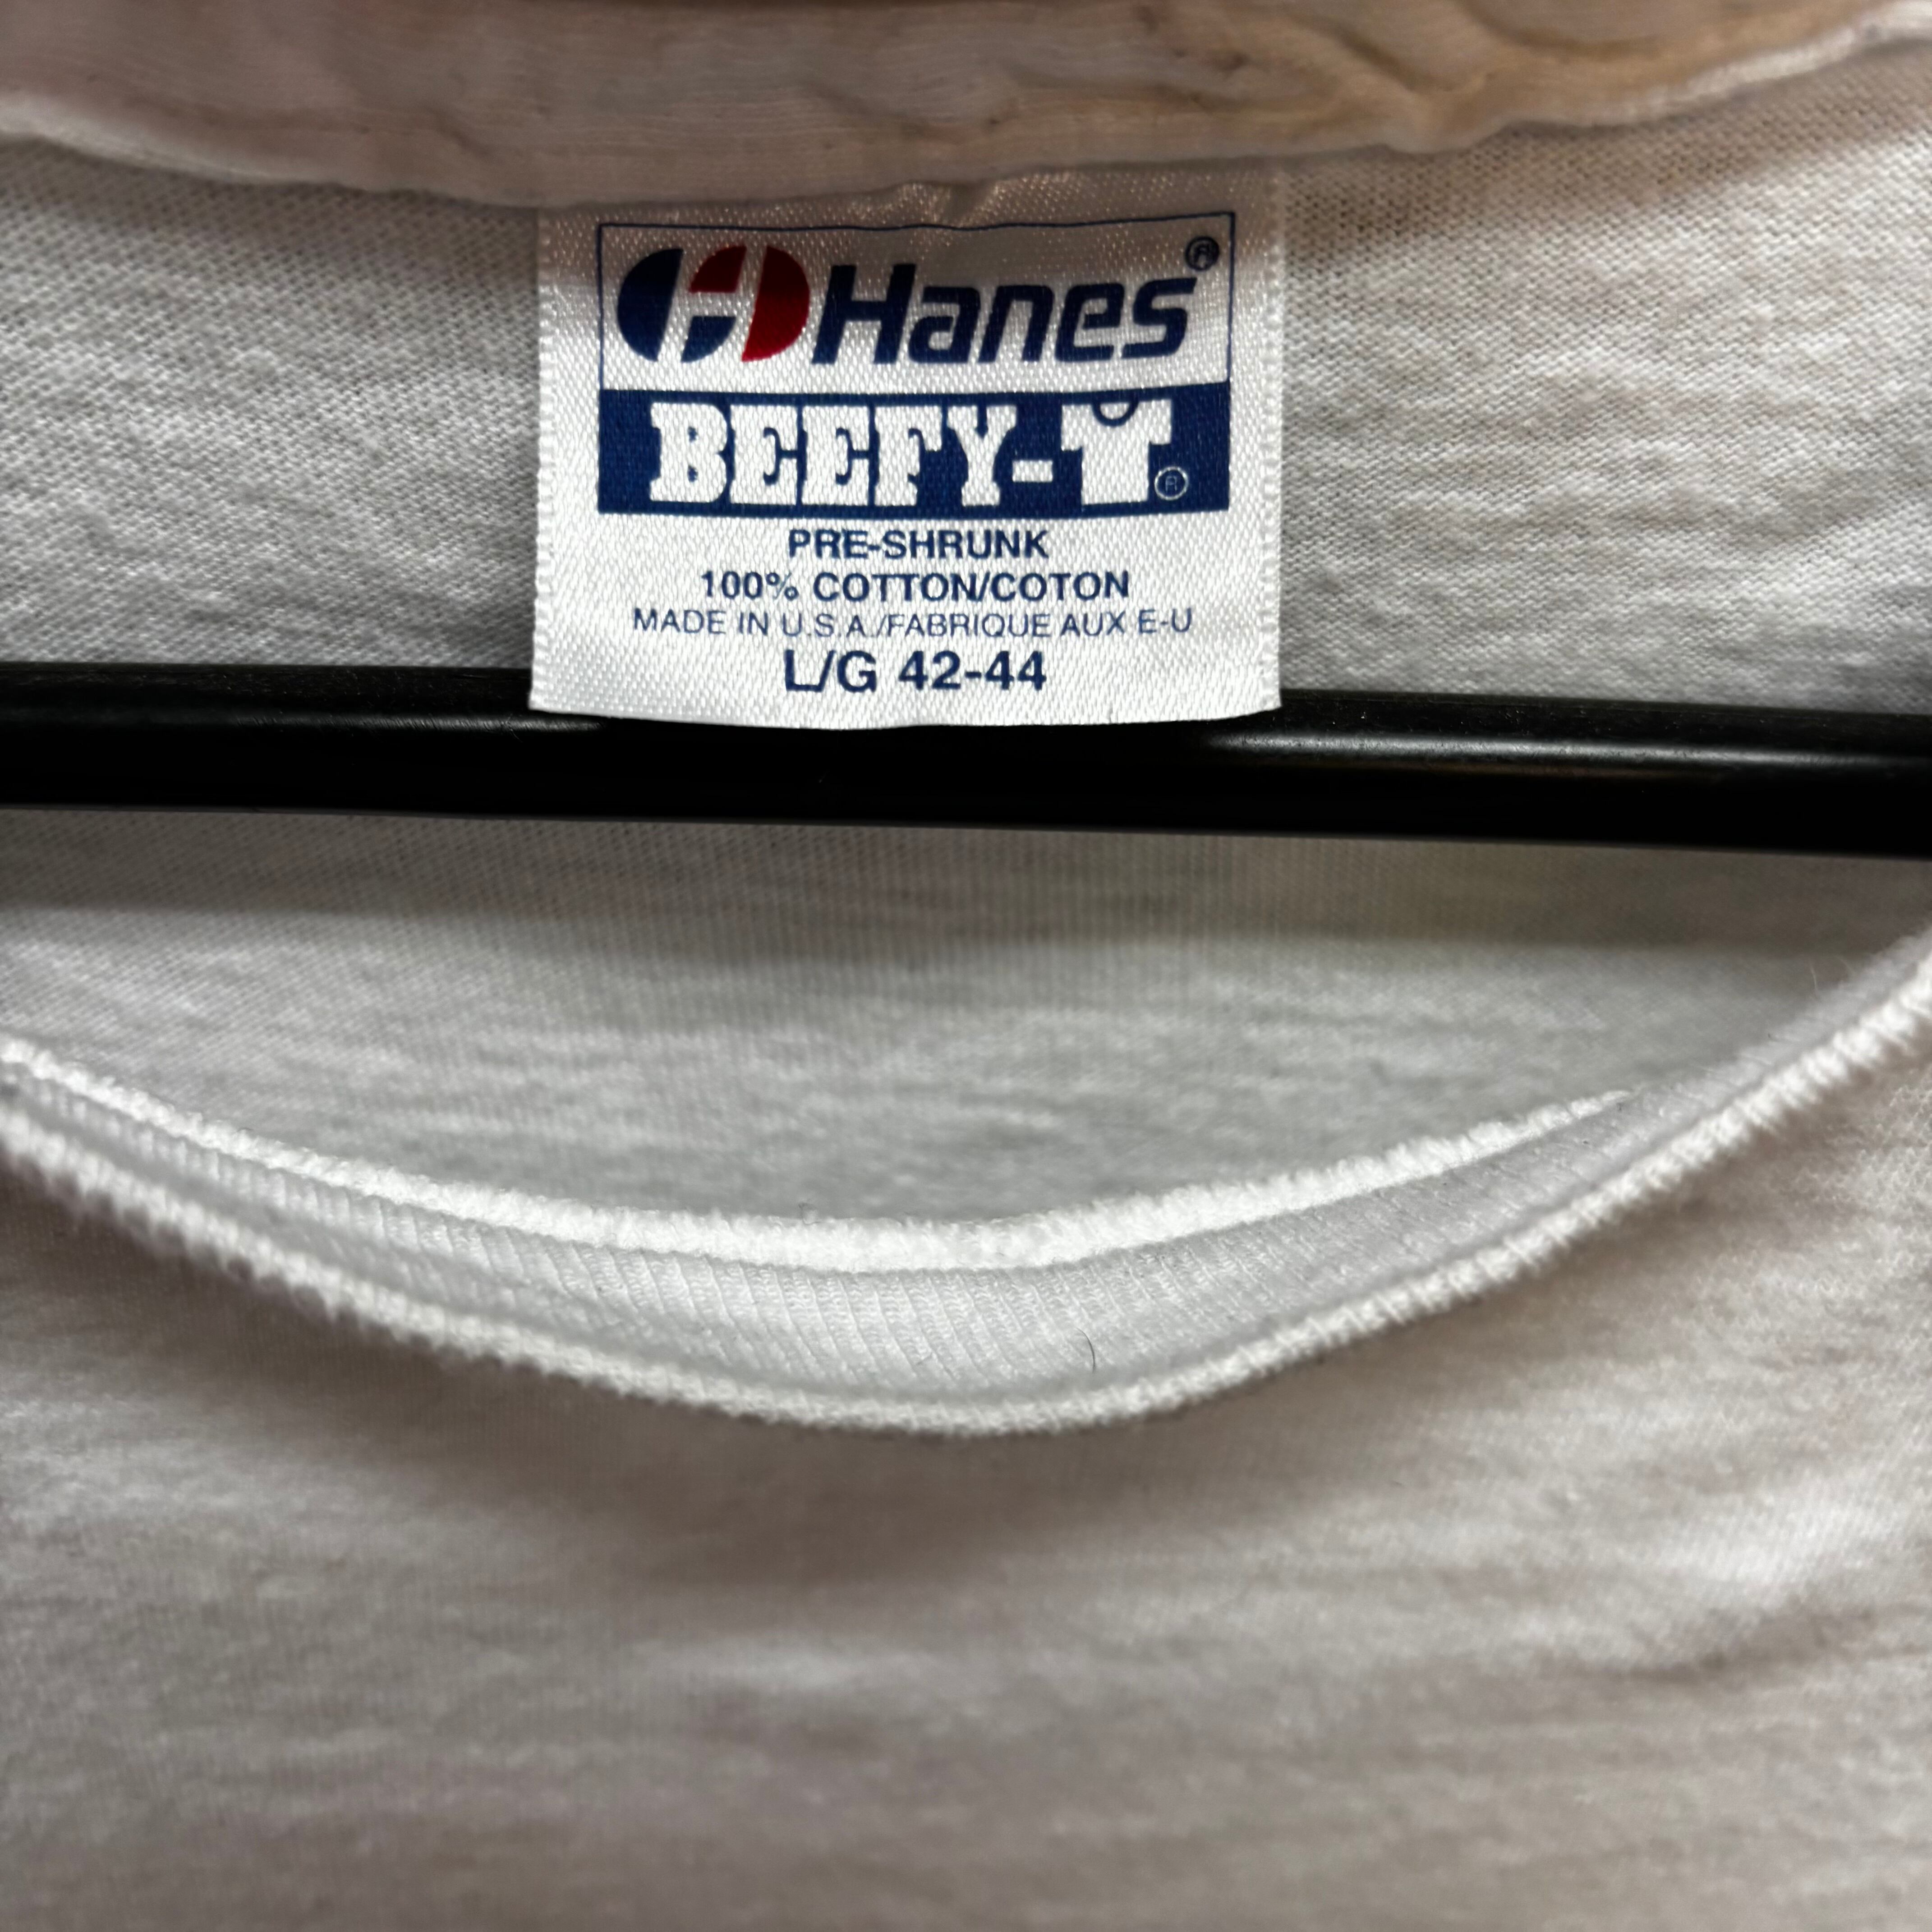 Hanes®
BEEFY-T®
PRE-SHRUNK
100% COTTON/COTON
MADE IN U.S.A./FABRIQUE AUX E-U
L/G 42-44